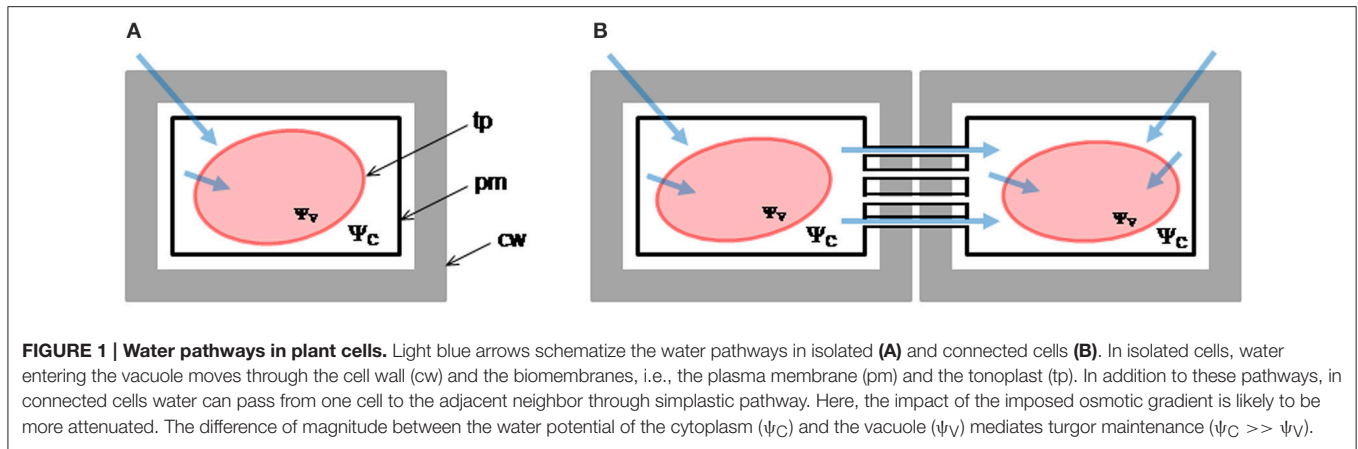 A
B
tp
pm
cw
Ψv
ΨC
Ψv
ΨC
Ψv
ΨC
FIGURE 1 | Water pathways in plant cells. Light blue arrows schematize the water pathways in isolated (A) and connected cells (B). In isolated cells, water
entering the vacuole moves through the cell wall (cw) and the biomembranes, i.e., the plasma membrane (pm) and the tonoplast (tp). In addition to these pathways, in
connected cells water can pass from one cell to the adjacent neighbor through simplastic pathway. Here, the impact of the imposed osmotic gradient is likely to be
more attenuated. The difference of magnitude between the water potential of the cytoplasm (ψC) and the vacuole (ψV) mediates turgor maintenance (ψC >> ψV).